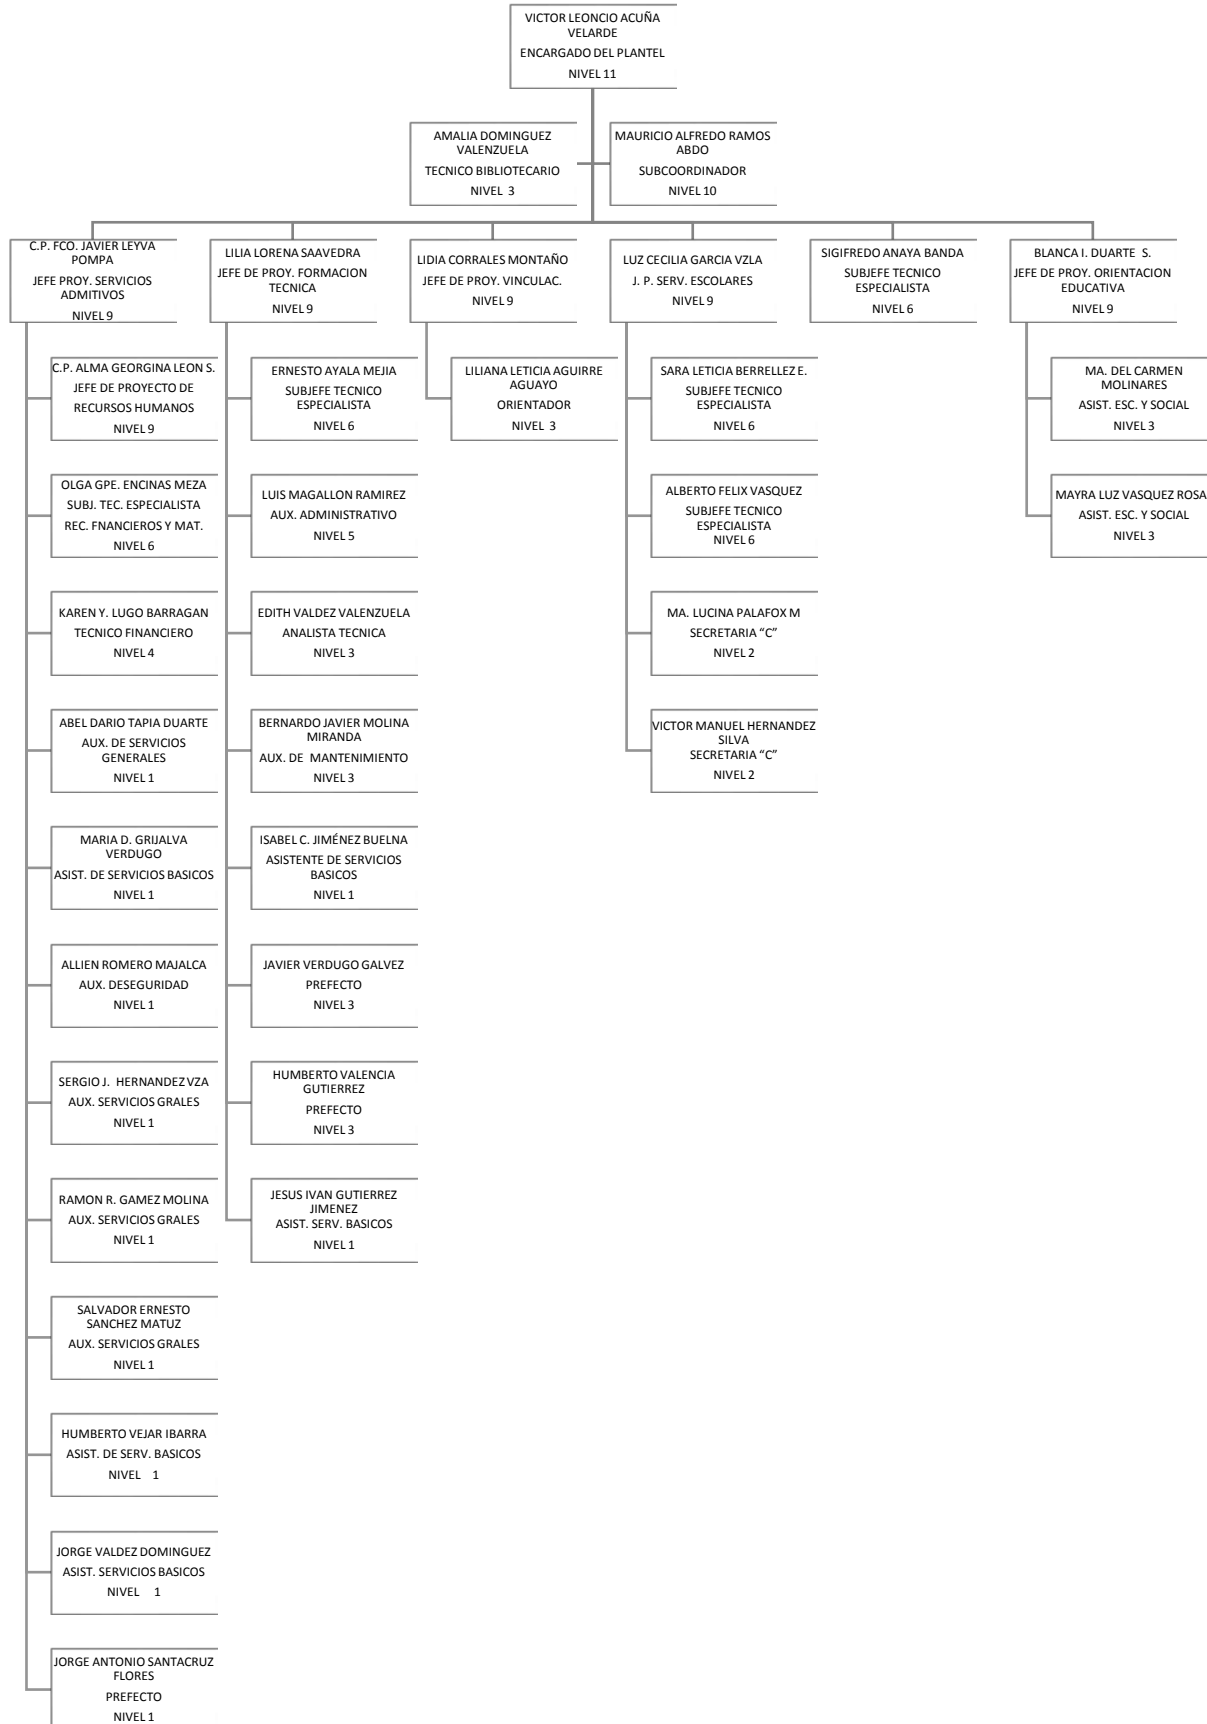 VICTOR LEONCIO ACUÑA
VELARDE
ENCARGADO DEL PLANTEL
NIVEL 11
AMALIA DOMINGUEZ
VALENZUELA
TECNICO BIBLIOTECARIO
NIVEL 3
MAURICIO ALFREDO RAMOS
ABDO
SUBCOORDINADOR
NIVEL 10
C.P. FCO. JAVIER LEYVA
POMPA
JEFE PROY. SERVICIOS
ADMITIVOS
NIVEL 9
C.P. ALMA GEORGINA LEON S.
JEFE DE PROYECTO DE
RECURSOS HUMANOS
NIVEL 9
OLGA GPE. ENCINAS MEZA
SUBJ. TEC. ESPECIALISTA
REC. FNANCIEROS Y MAT.
NIVEL 6
KAREN Y. LUGO BARRAGAN
TECNICO FINANCIERO
NIVEL 4
ABEL DARIO TAPIA DUARTE
AUX. DE SERVICIOS
GENERALES
NIVEL 1
MARIA D. GRIJALVA
VERDUGO
ASIST. DE SERVICIOS BASICOS
NIVEL 1
ALLIEN ROMERO MAJALCA
AUX. DESEGURIDAD
NIVEL 1
SERGIO J. HERNANDEZ VZA
AUX. SERVICIOS GRALES
NIVEL 1
RAMON R. GAMEZ MOLINA
AUX. SERVICIOS GRALES
NIVEL 1
SALVADOR ERNESTO
SANCHEZ MATUZ
AUX. SERVICIOS GRALES
NIVEL 1
HUMBERTO VEJAR IBARRA
ASIST. DE SERV. BASICOS
NIVEL 1
JORGE VALDEZ DOMINGUEZ
ASIST. SERVICIOS BASICOS
NIVEL 1
JORGE ANTONIO SANTACRUZ
FLORES
PREFECTO
NIVEL 1
LILIA LORENA SAAVEDRA
JEFE DE PROY. FORMACION
TECNICA
NIVEL 9
ERNESTO AYALA MEJIA
SUBJEFE TECNICO
ESPECIALISTA
NIVEL 6
LUIS MAGALLON RAMIREZ
AUX. ADMINISTRATIVO
NIVEL 5
EDITH VALDEZ VALENZUELA
ANALISTA TECNICA
NIVEL 3
BERNARDO JAVIER MOLINA
MIRANDA
AUX. DE MANTENIMIENTO
NIVEL 3
ISABEL C. JIMÉNEZ BUELNA
ASISTENTE DE SERVICIOS
BASICOS
NIVEL 1
JAVIER VERDUGO GALVEZ
PREFECTO
NIVEL 3
HUMBERTO VALENCIA
GUTIERREZ
PREFECTO
NIVEL 3
JESUS IVAN GUTIERREZ
JIMENEZ
ASIST. SERV. BASICOS
NIVEL 1
LIDIA CORRALES MONTAÑO
JEFE DE PROY. VINCULAC.
NIVEL 9
LILIANA LETICIA AGUIRRE
AGUAYO
ORIENTADOR
NIVEL 3
LUZ CECILIA GARCIA VZLA
J. P. SERV. ESCOLARES
NIVEL 9
SARA LETICIA BERRELLEZ E.
SUBJEFE TECNICO
ESPECIALISTA
NIVEL 6
ALBERTO FELIX VASQUEZ
SUBJEFE TECNICO
ESPECIALISTA
NIVEL 6
MA. LUCINA PALAFOX M
SECRETARIA “C”
NIVEL 2
VICTOR MANUEL HERNANDEZ
SILVA
SECRETARIA “C”
NIVEL 2
SIGIFREDO ANAYA BANDA
SUBJEFE TECNICO
ESPECIALISTA
NIVEL 6
BLANCA I. DUARTE S.
JEFE DE PROY. ORIENTACION
EDUCATIVA
NIVEL 9
MA. DEL CARMEN
MOLINARES
ASIST. ESC. Y SOCIAL
NIVEL 3
MAYRA LUZ VASQUEZ ROSA
ASIST. ESC. Y SOCIAL
NIVEL 3